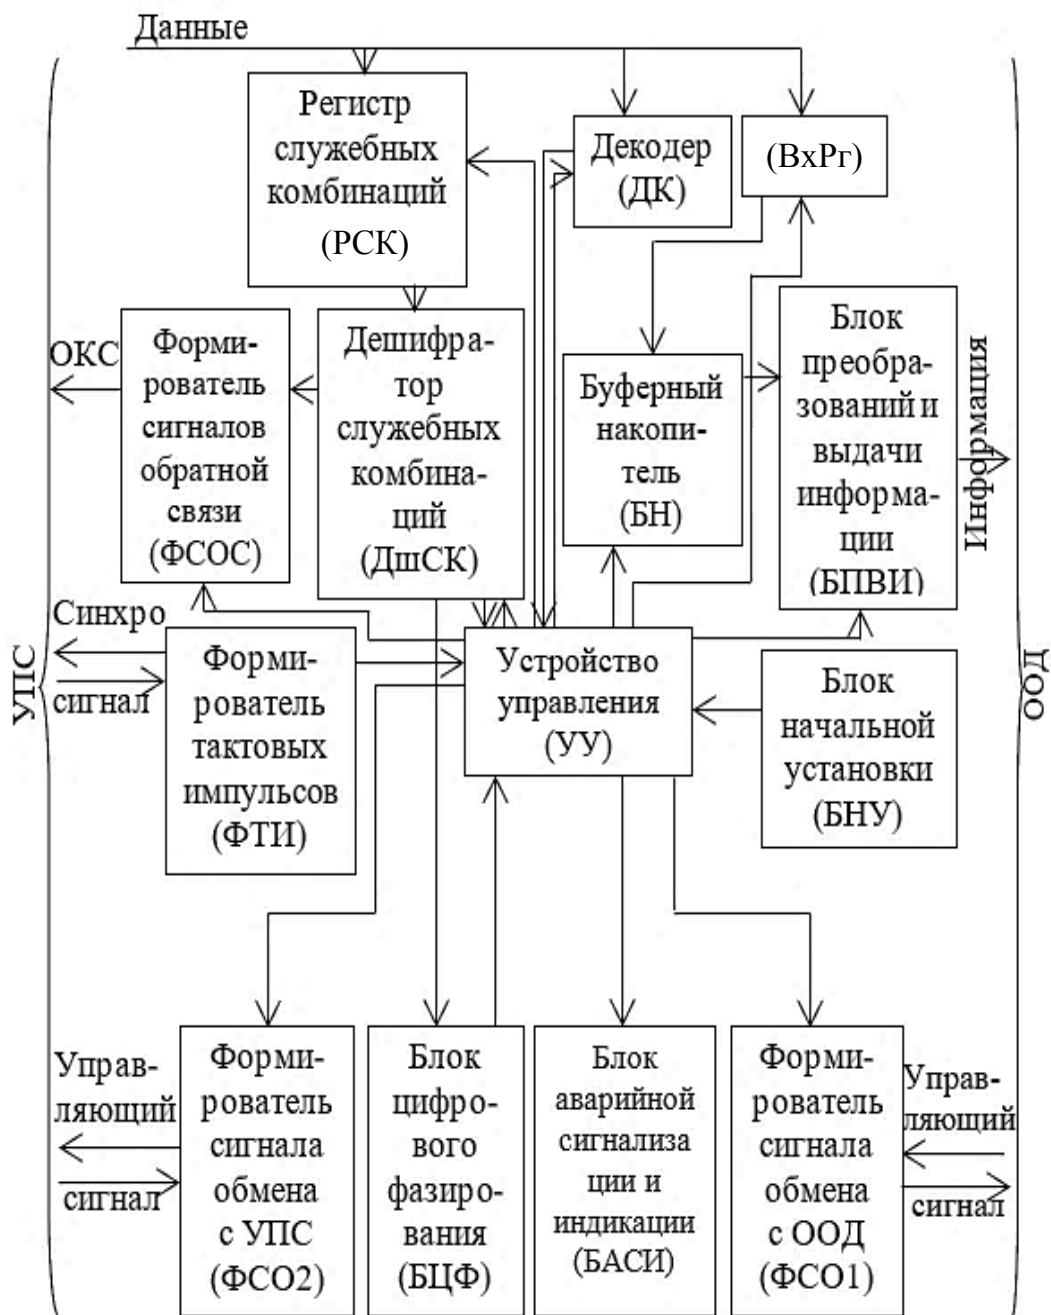 Данные
Регистр
служебных
комбинаций
(РСК)
Декодер
(ДК)
(ВхРг)
ОКС
Форми-
рователь
сигналов
обратной
связи
(ФСОС)
Дешифра-
тор
служебных
комбина-
ций
(ДшСК)
Буферный
накопи-
тель
(БН)
Блок
преобра-
зований и
выдачи
информа-
ции
(БПВИ)
Информация
УПС
Синхро
сигнал
Форми-
рователь
тактовых
импульсов
(ФТИ)
Устройство
управления
(УУ)
Блок
начальной
установки
(БНУ)
ООД
Управ-
ляющий
сигнал
Форми-
рователь
сигнала
обмена
с УПС
(ФСО2)
Блок
цифро-
вого
фазиро-
вания
(БЦФ)
Блок
аварийной
сигнализа
ции и
индикации
(БАСИ)
Форми-
рователь
сигнала
обмена
с ООД
(ФСО1)
Управ-
ляющий
сигнал